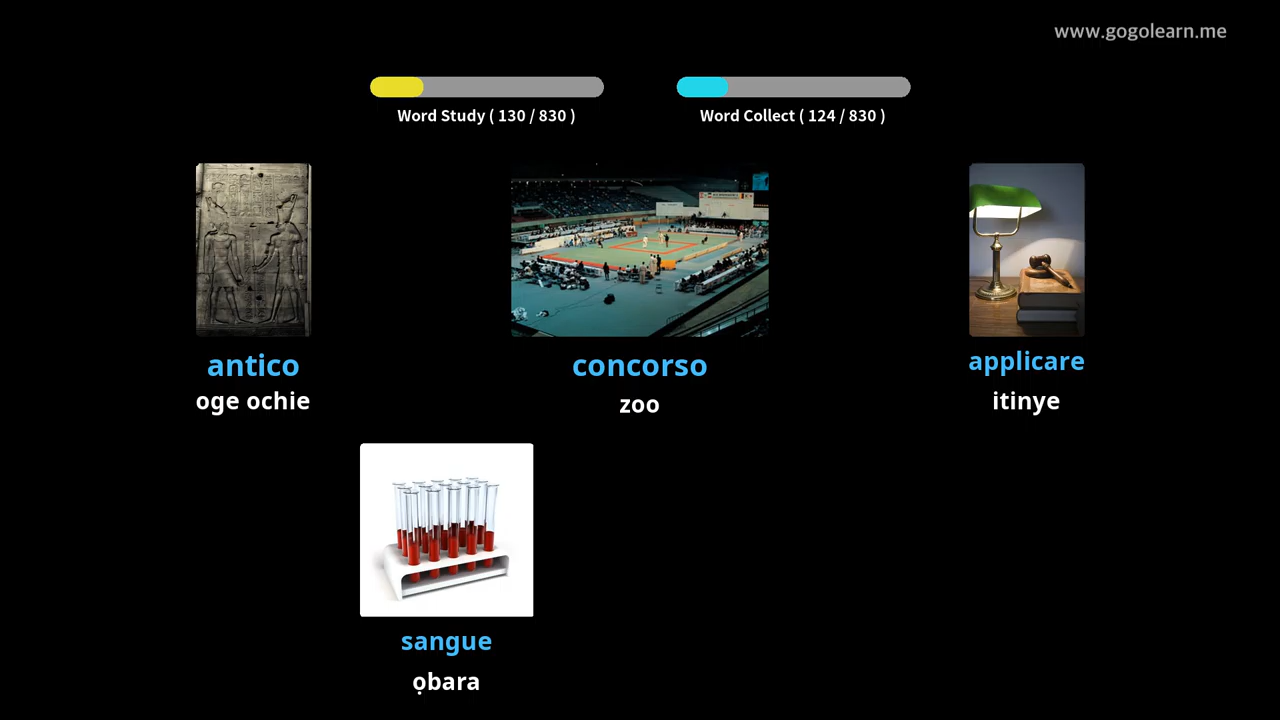 www.gogolearn.me
Word Study ( 130 / 830 )
Word Collect ( 124 / 830 )
antico
oge ochie
concorso
zoo
applicare
itinye
sangue
ọbara